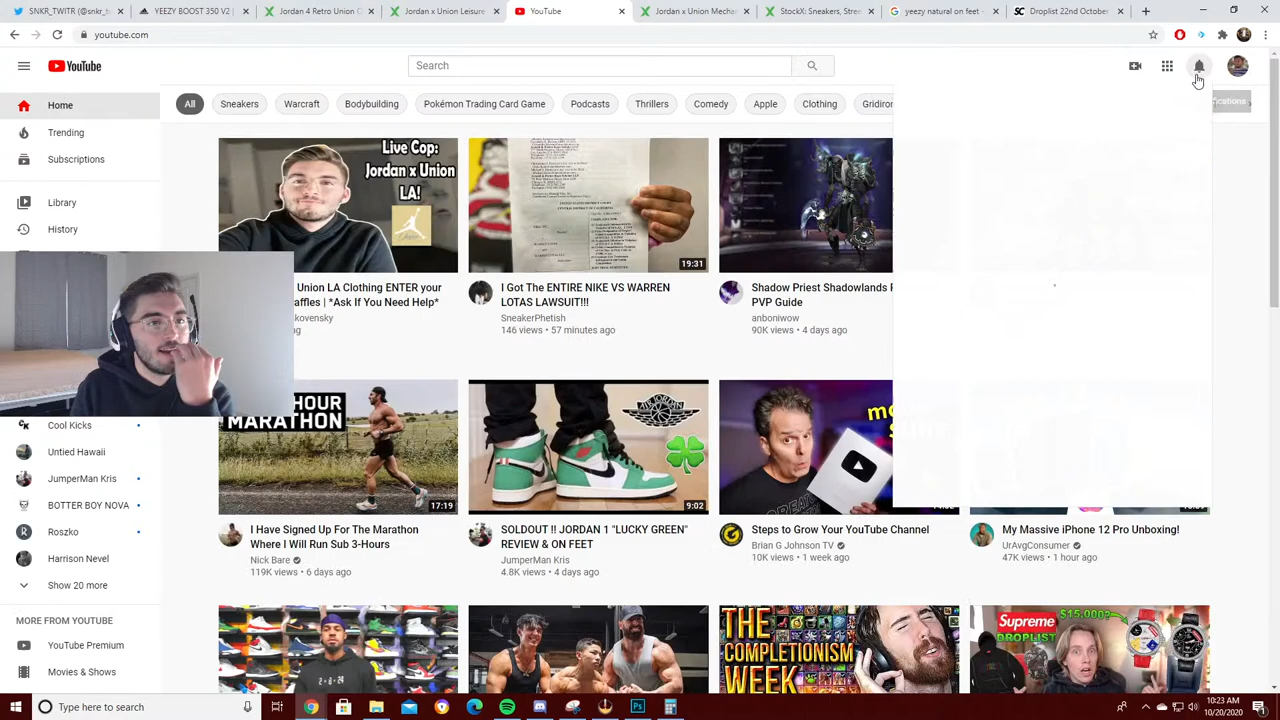 SNKR_TWITR (@SNKR
YEEZY BOOST 350 V2
Jordan 4 Retro Union C
Jordan x Union Leisure
YouTube
Jordan x Union Mechan
StockX: Sneakers, Stree
yeezy natural on feet -
Droplist 22nd October
youtube.com
YouTube
Search
Home
Trending
Subscriptions
Library
History
Cool Kicks
Untied Hawaii
JumperMan Kris
BOTTER BOY NOVA
Roszko
Harrison Nevel
Show 20 more
MORE FROM YOUTUBE
YouTube Premium
Movies & Shows
All
Sneakers
Warcraft
Bodybuilding
Pokémon Trading Card Game
Podcasts
Thrillers
Comedy
Apple
Clothing
Gridiro
Live Cop:
Jordan x Union
LA!
Union LA Clothing ENTER your
affles | *Ask If You Need Help*
kovensky
19:31
I Got The ENTIRE NIKE VS WARREN
LOTAS LAWSUIT!!!
SneakerPhetish
146 views • 57 minutes ago
Shadow Priest Shadowlands
PVP Guide
anboniwow
90K views • 4 days ago
HOUR
MARATHON
17:19
I Have Signed Up For The Marathon
Where I Will Run Sub 3-Hours
Nick Bare
119K views • 6 days ago
AIR JORDAN
9:02
SOLDOUT !! JORDAN 1 "LUCKY GREEN"
REVIEW & ON FEET
JumperMan Kris
4.8K views • 4 days ago
Steps to Grow Your YouTube Channel
Brian G Johnson TV
10K views • 1 week ago
My Massive iPhone 12 Pro Unboxing!
UrAvgConsumer
47K views • 1 hour ago
THE
COMPLETIONISM
WEEK
Supreme
DROPLIST
$15,000?
Type here to search
10:23 AM
10/20/2020